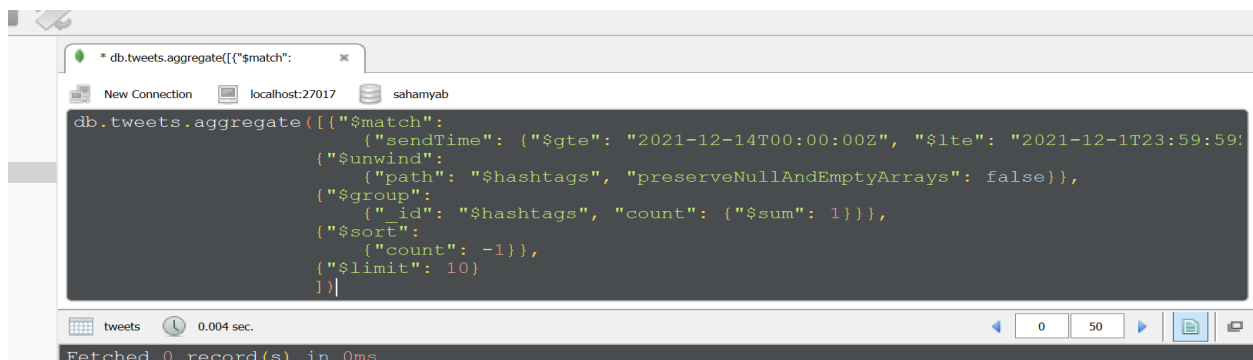 * db.tweets.aggregate([{"$match":
New Connection localhost:27017 sahamyab
db.tweets.aggregate([{"$match":
{"sendTime": {"$gte": "2021-12-14T00:00:00Z", "$lte": "2021-12-1T23:59:59
{"$unwind":
{"path": "$hashtags", "preserveNullAndEmptyArrays": false}},
{"$group":
{"_id": "$hashtags", "count": {"$sum": 1}}},
{"$sort":
{"count": -1}},
{"$limit": 10}
])
tweets 0.004 sec. 0 50
Fetched 0 record(s) in 0ms